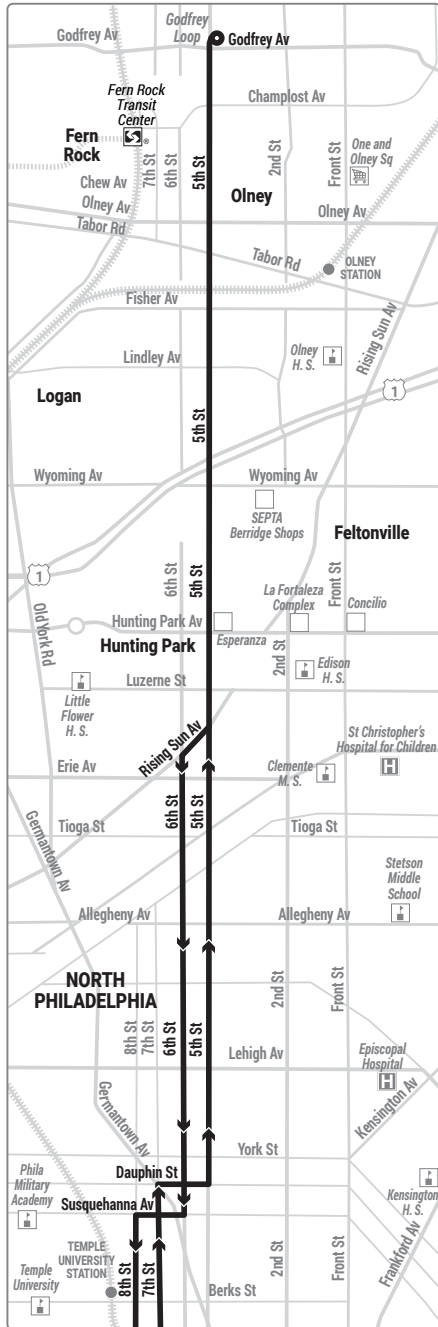 Godfrey
Loop
Godfrey Av
Godfrey Av
Fern Rock
Transit
Center
Champlost Av
Fern
Rock
7th St
6th St
5th St
2nd St
Front St
One and
Olney Sq
Chew Av
Olney
Olney Av
Olney Av
Tabor Rd
Tabor Rd
OLNEY
STATION
Fisher Av
Rising Sun Av
Lindley Av
Olney
H. S.
1
Logan
5th St
Wyoming Av
Wyoming Av
SEPTA
Berridge Shops
Feltonville
1
6th St
5th St
Front St
La Fortaleza
Complex
Concilio
Old York Rd
Hunting Park Av
Esperanza
Hunting Park
2nd St
Edison
H. S.
Luzerne St
Little
Flower
H. S.
Rising Sun Av
St Christopher's
Hospital for Children
H
Erie Av
Clemente
M. S.
6th St
5th St
Germantown Av
Tioga St
Tioga St
Stetson
Middle
School
Allegheny Av
Allegheny Av
NORTH
PHILADELPHIA
8th St
7th St
6th St
5th St
2nd St
Front St
Lehigh Av
Episcopal
Hospital
H
Kensington Av
Germantown Av
York St
Dauphin St
Phila
Military
Academy
Susquehanna Av
Kensington
H. S.
TEMPLE
UNIVERSITY
STATION
8th St
7th St
2nd St
Front St
Frankford Av
Temple
University
Berks St